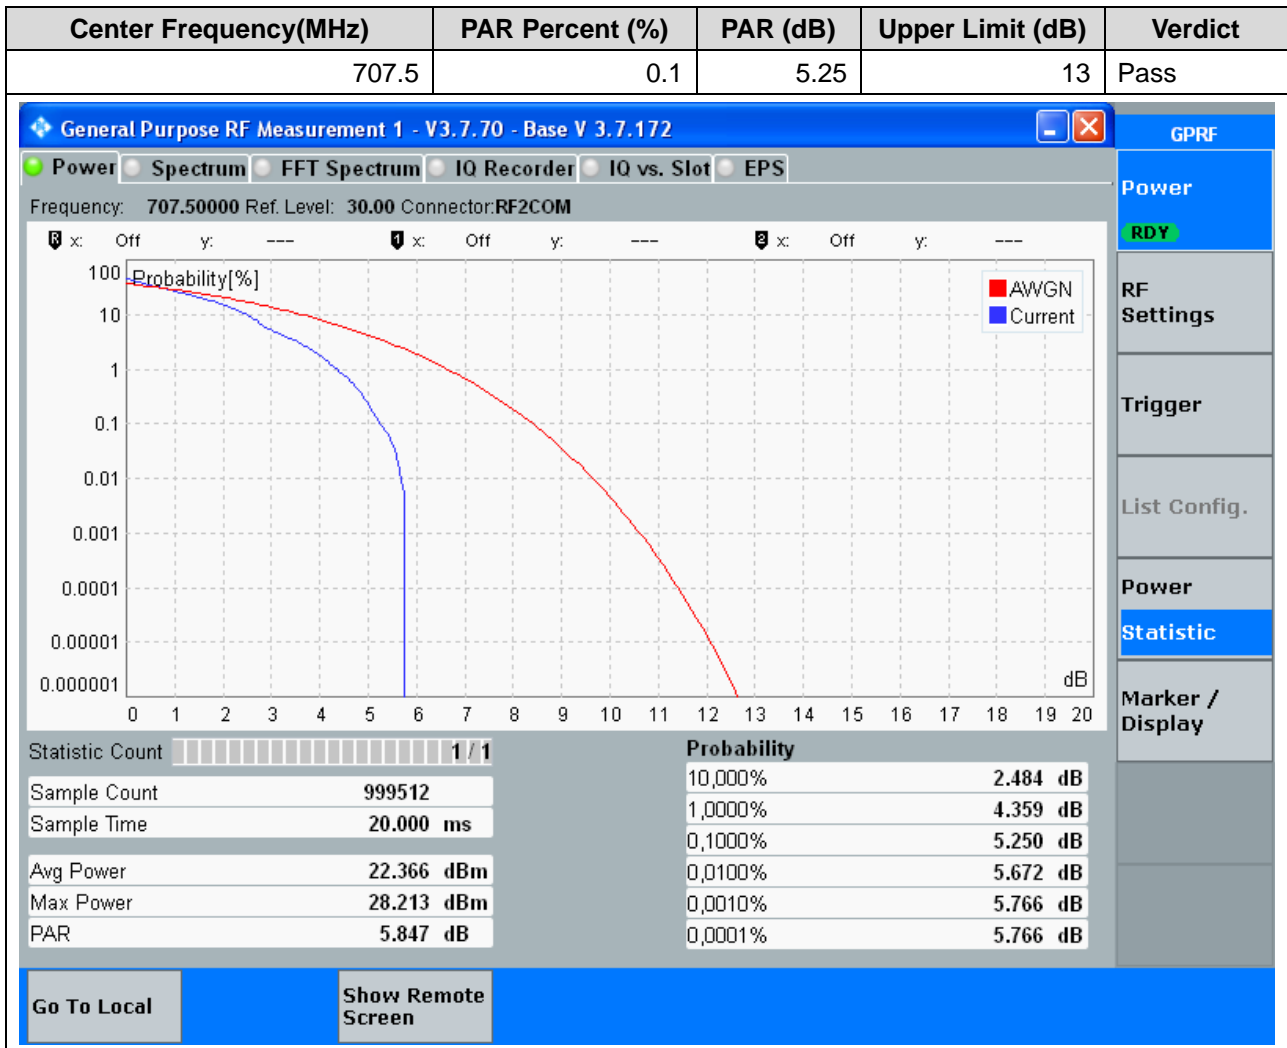 Center Frequency(MHz) PAR Percent (%) PAR (dB) Upper Limit (dB) Verdict
707.5 0.1 5.25 13 Pass
General Purpose RF Measurement 1 - V3.7.70 - Base V 3.7.172
GPRF
Power Spectrum FFT Spectrum IQ Recorder IQ vs. Slot EPS
Power
RDY
Frequency: 707.50000 Ref. Level: 30.00 Connector:RF2COM
R x: Off y: --- 1 x: Off y: --- 2 x: Off y: ---
RF
Settings
Trigger
List Config.
Power
Statistic
Marker /
Display
Probability[%]
AWGN
Current
100
10
1
0.1
0.01
0.001
0.0001
0.00001
0.000001
dB
0 1 2 3 4 5 6 7 8 9 10 11 12 13 14 15 16 17 18 19 20
Statistic Count 1 / 1
Sample Count 999512
Sample Time 20.000 ms
Avg Power 22.366 dBm
Max Power 28.213 dBm
PAR 5.847 dB
Probability
10,000% 2.484 dB
1,0000% 4.359 dB
0,1000% 5.250 dB
0,0100% 5.672 dB
0,0010% 5.766 dB
0,0001% 5.766 dB
Go To Local
Show Remote
Screen